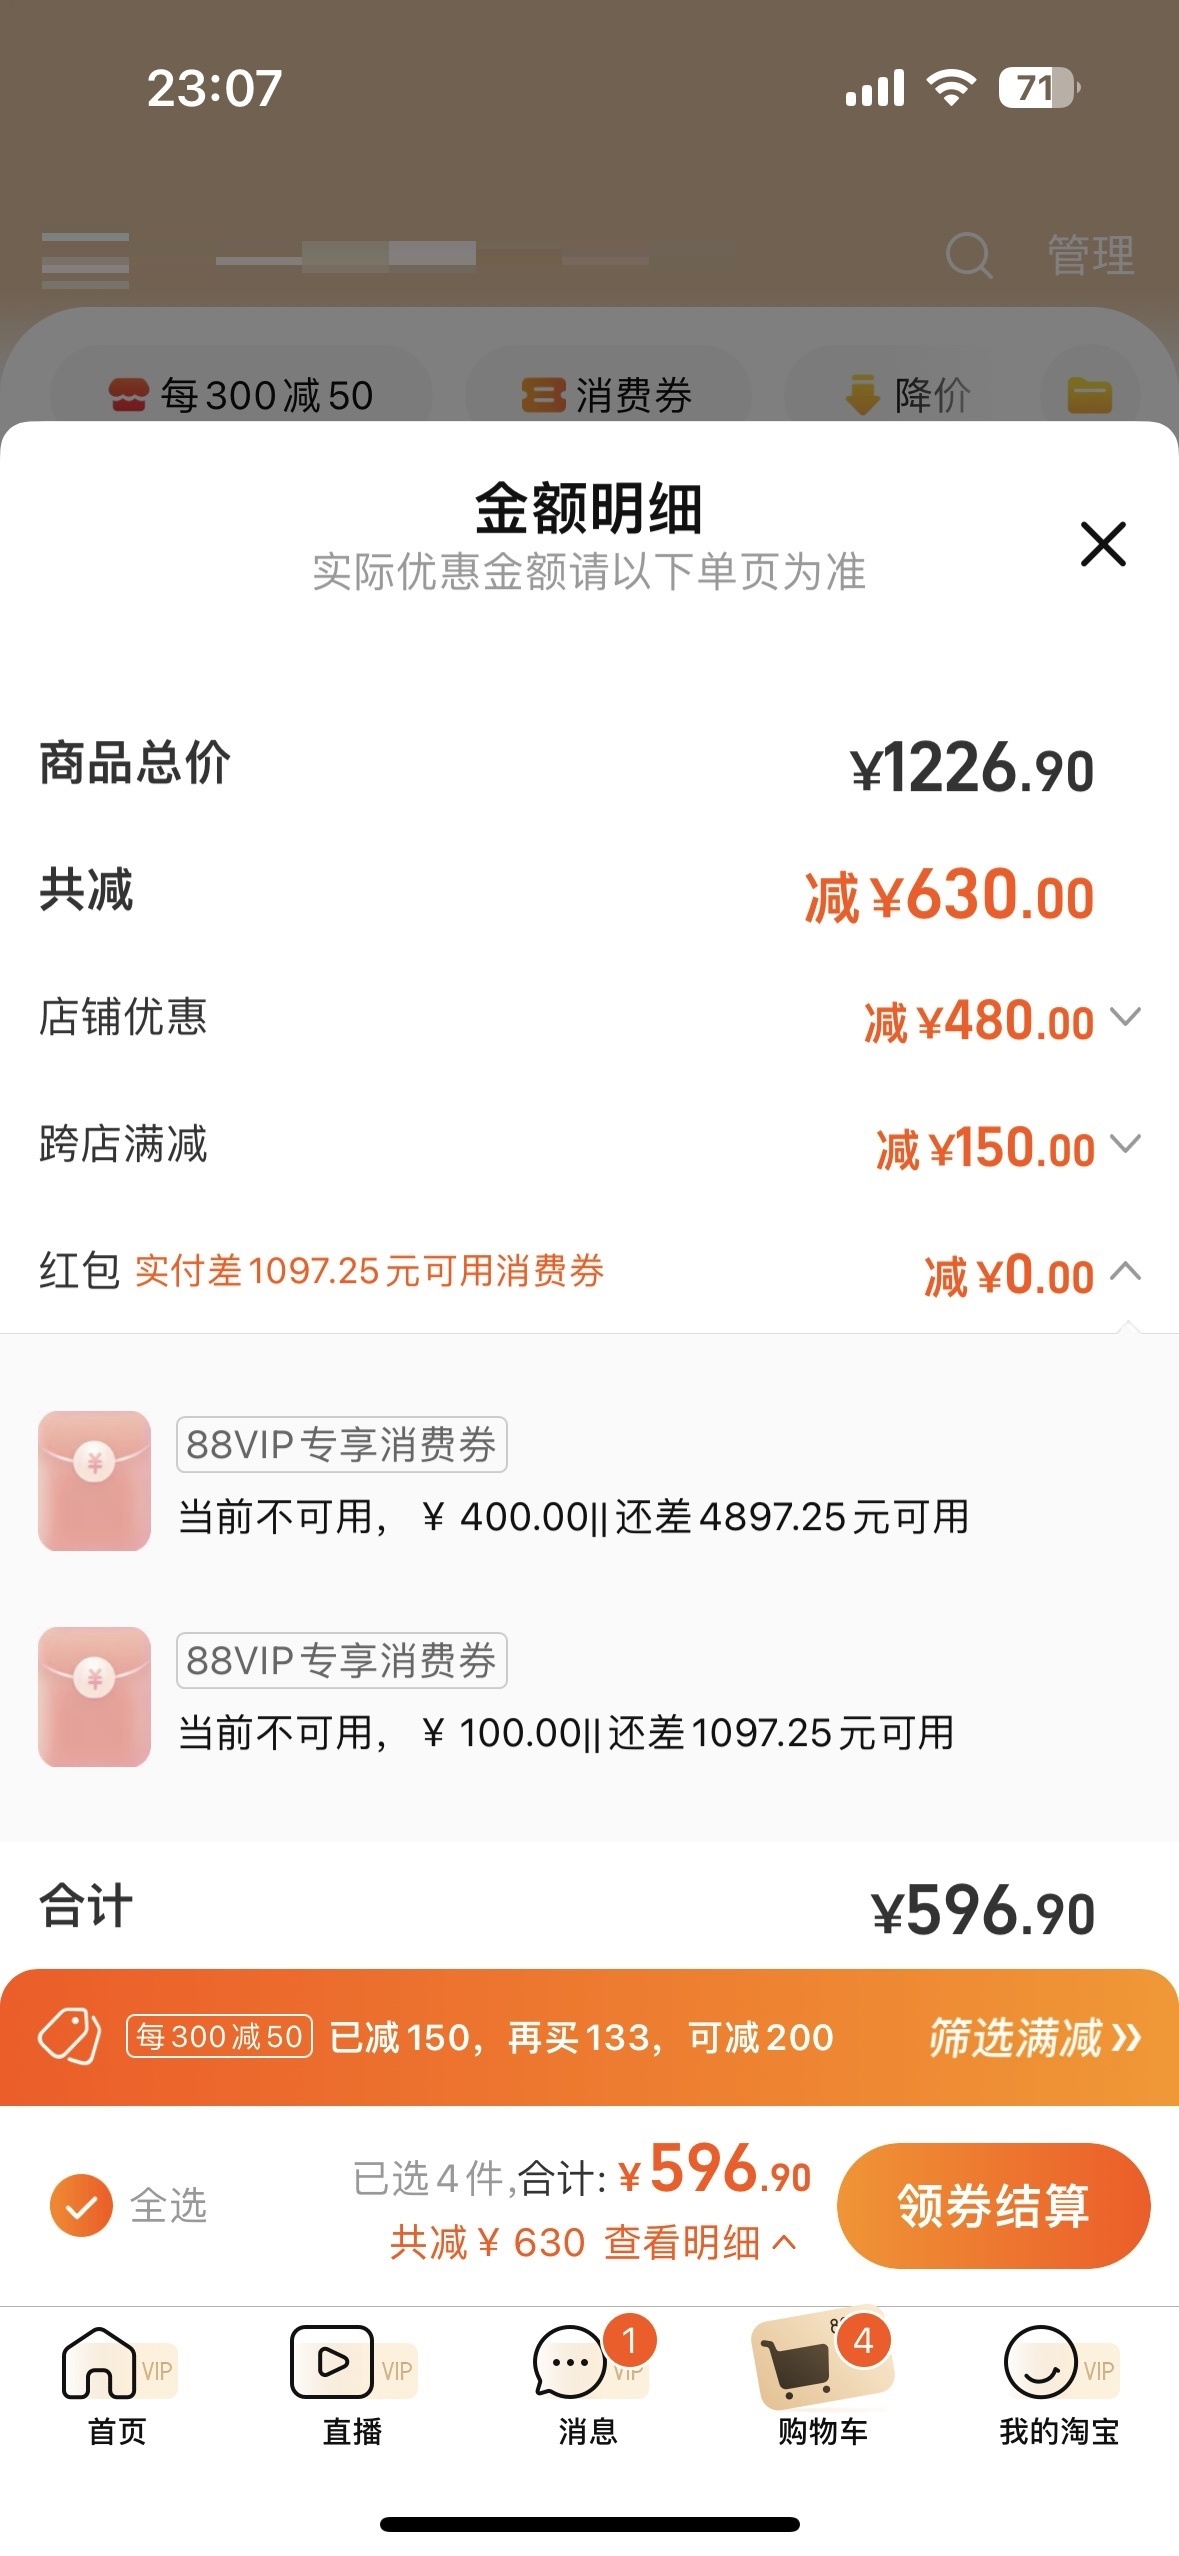 23:07
71
管理
每300减50
消费券
降价
金额明细
实际优惠金额请以下单页为准
商品总价
¥1226.90
共减
减¥630.00
店铺优惠
减¥480.00
跨店满减
减¥150.00
红包 实付差1097.25元可用消费券
减¥0.00
88VIP专享消费券
当前不可用， ¥ 400.00||还差4897.25元可用
88VIP专享消费券
当前不可用， ¥ 100.00||还差1097.25元可用
合计
¥596.90
每300减50 已减150，再买133，可减200
筛选满减»
全选
已选4件,合计: ¥596.90
共减 ¥ 630 查看明细
领券结算
VIP
VIP
1
VIP
4
VIP
首页
直播
消息
购物车
我的淘宝